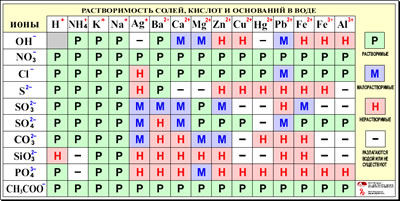 РАСТВОРИМОСТЬ СОЛЕЙ, КИСЛОТ И ОСНОВАНИЙ В ВОДЕ
ИОНЫ H⁺ NH₄⁺ K⁺ Na⁺ Ag⁺ Ba²⁺ Ca²⁺ Mg²⁺ Zn²⁺ Cu²⁺ Hg²⁺ Pb²⁺ Fe²⁺ Fe³⁺ Al³⁺
OH⁻ Р Р Р – Р М М Н Н – М Н Н Н
NO₃⁻ Р Р Р Р Р Р Р Р Р Р Р Р Р Р Р
Cl⁻ Р Р Р Р Н Р Р Р Р Р Р М Р Р Р
S²⁻ Р Р Р Р Н Р – – Н Н Н Н Н Н –
SO₃²⁻ Р Р Р Р М М М Р – – – Н М – –
SO₄²⁻ Р Р Р Р М Н М Р Р Р – М Р Р Р
CO₃²⁻ Р Р Р Р Н Н Н М М – Н Н Н – –
SiO₃²⁻ Н – Р Р Н Н Н Н Н – – Н Н – –
PO₄³⁻ Р – Р Р Н Н Н М Н Н Н Н Н Н Н
CH₃COO⁻ Р Р Р Р Р Р Р Р Р Р Р Р Р Р Р
Р
РАСТВОРИМЫЕ
М
МАЛОРАСТВОРИМЫЕ
Н
НЕРАСТВОРИМЫЕ
–
РАЗЛАГАЮТСЯ
ВОДОЙ ИЛИ НЕ
СУЩЕСТВУЮТ